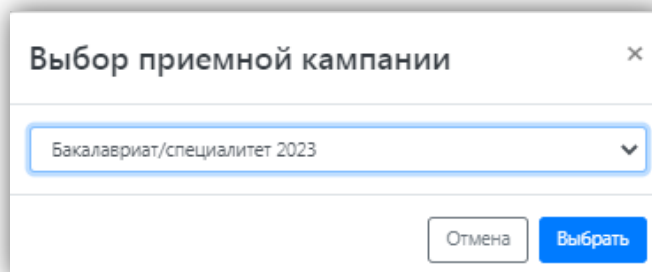 Выбор приемной кампании
×
Бакалавриат/специалитет 2023
Отмена Выбрать